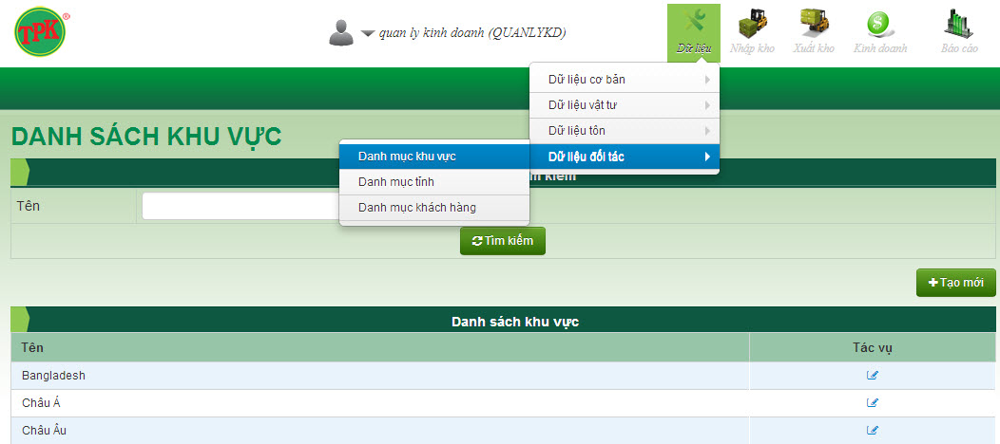 TPK®
quan ly kinh doanh (QUANLYKD)
Dữ liệu
Nhập kho
Xuất kho
Kinh doanh
Báo cáo
Dữ liệu cơ bản
Dữ liệu vật tư
Dữ liệu tôn
Dữ liệu đối tác
DANH SÁCH KHU VỰC
Danh mục khu vực
Danh mục tỉnh
Danh mục khách hàng
kiếm
Tên
Tìm kiếm
Tạo mới
Danh sách khu vực
Tên Tác vụ
Bangladesh
Châu Á
Châu Âu